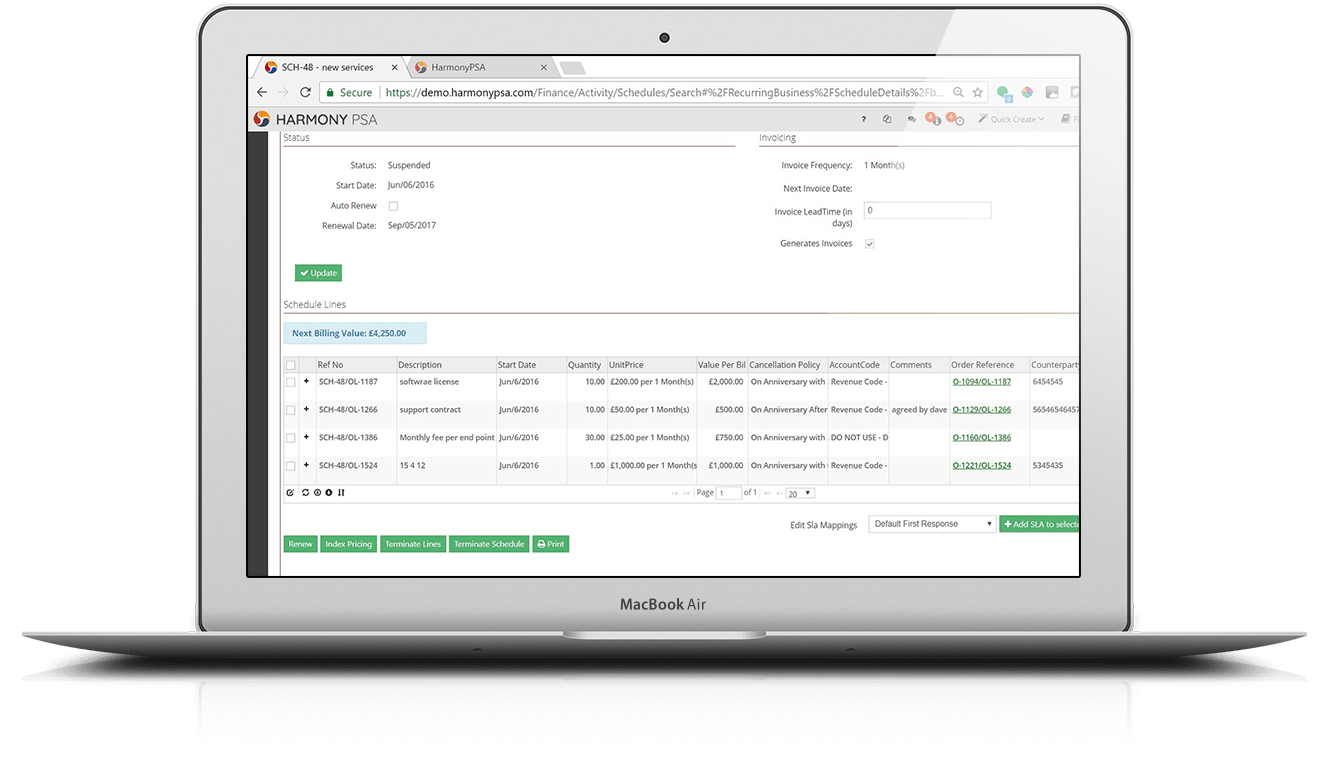 SCH-48 - new services
HarmonyPSA
Secure
https://demo.harmonypsa.com/Finance/Activity/Schedules/Search#%2FRecurringBusiness%2FScheduleDetails%2Fb...
HARMONY PSA
?
4
4
Quick Create
Status
Invoicing
Status: Suspended
Invoice Frequency: 1 Month(s)
Start Date: Jun/06/2016
Next Invoice Date:
Auto Renew
Invoice LeadTime (in days) 0
Renewal Date: Sep/05/2017
Generates Invoices
Update
Schedule Lines
Next Billing Value: £4,250.00
Ref No Description Start Date Quantity UnitPrice Value Per Bil Cancellation Policy AccountCode Comments Order Reference Counterparty
+ SCH-48/OL-1187 softwrae license Jun/6/2016 10.00 £200.00 per 1 Month(s) £2,000.00 On Anniversary with Revenue Code - O-1094/OL-1187 6454545
+ SCH-48/OL-1266 support contract Jun/6/2016 10.00 £50.00 per 1 Month(s) £500.00 On Anniversary After Revenue Code - agreed by dave O-1129/OL-1266 56546546457
+ SCH-48/OL-1386 Monthly fee per end point Jun/6/2016 30.00 £25.00 per 1 Month(s) £750.00 On Anniversary with DO NOT USE - D O-1160/OL-1386
+ SCH-48/OL-1524 15 4 12 Jun/6/2016 1.00 £1,000.00 per 1 Month(s £1,000.00 On Anniversary with Revenue Code - O-1221/OL-1524 5345435
Page 1 of 1 20
Edit Sla Mappings Default First Response + Add SLA to selecte
Renew Index Pricing Terminate Lines Terminate Schedule Print
MacBook Air